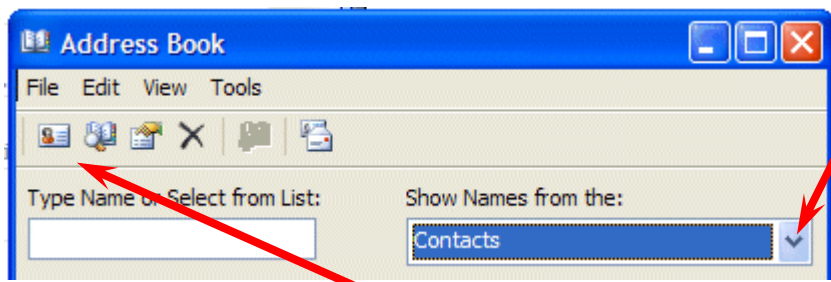 Address Book
File Edit View Tools
Type Name or Select from List:
Show Names from the:
Contacts